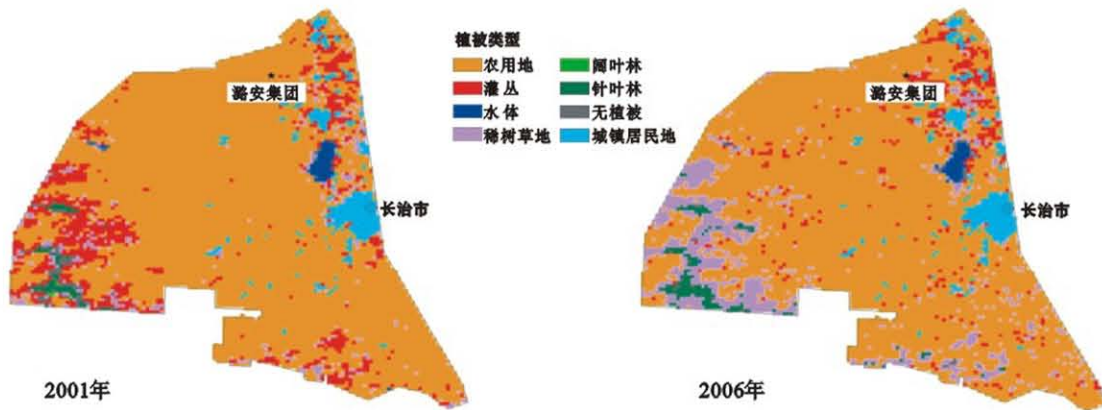 植被类型
农用地
阔叶林
灌丛
针叶林
水体
无植被
稀树草地
城镇居民地
潞安集团
长治市
2001年
潞安集团
长治市
2006年